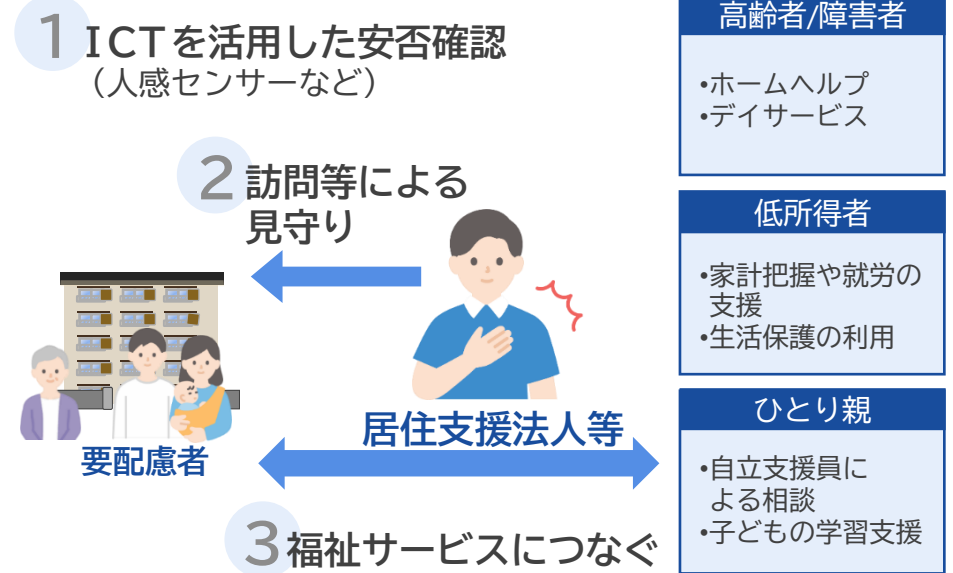 1 ICTを活用した安否確認
（人感センサーなど）
2 訪問等による
見守り
要配慮者
居住支援法人等
3 福祉サービスにつなぐ
高齢者/障害者
•ホームヘルプ
•デイサービス
低所得者
•家計把握や就労の
支援
•生活保護の利用
ひとり親
•自立支援員に
よる相談
•子どもの学習支援